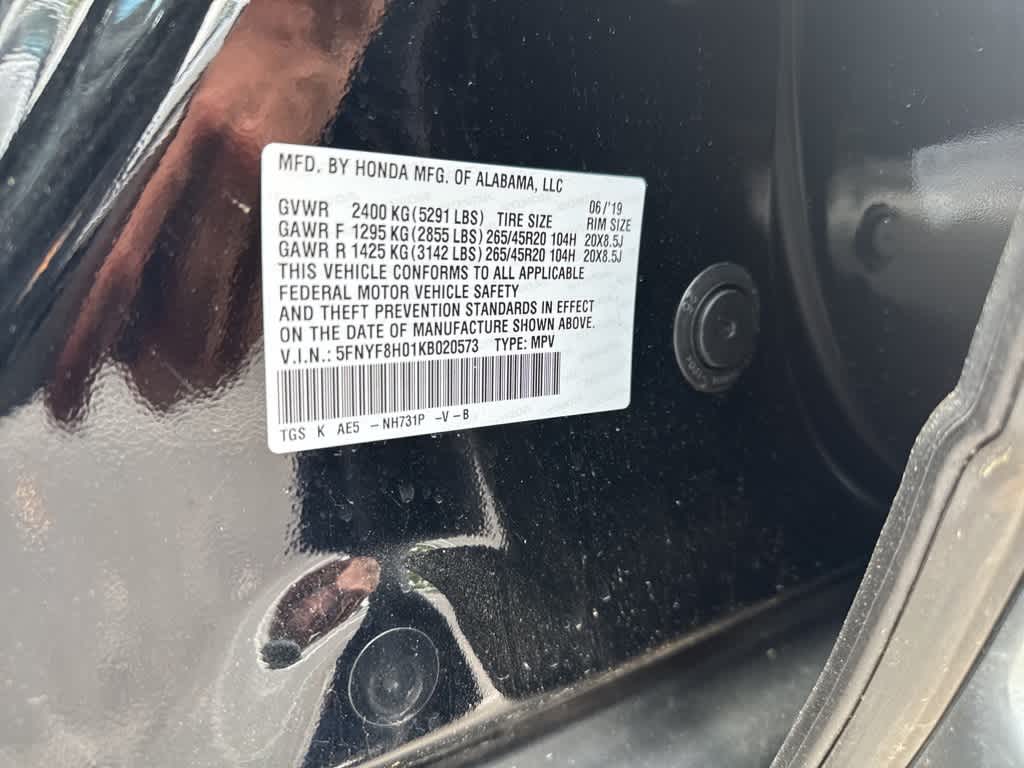 MFD. BY HONDA MFG. OF ALABAMA, LLC
06/'19
GVWR 2400 KG (5291 LBS) TIRE SIZE RIM SIZE
GAWR F 1295 KG (2855 LBS) 265/45R20 104H 20X8.5J
GAWR R 1425 KG (3142 LBS) 265/45R20 104H 20X8.5J
THIS VEHICLE CONFORMS TO ALL APPLICABLE
FEDERAL MOTOR VEHICLE SAFETY
AND THEFT PREVENTION STANDARDS IN EFFECT
ON THE DATE OF MANUFACTURE SHOWN ABOVE.
V.I.N.: 5FNYF8H01KB020573 TYPE: MPV
TGS K AE5 -NH731P -V-B